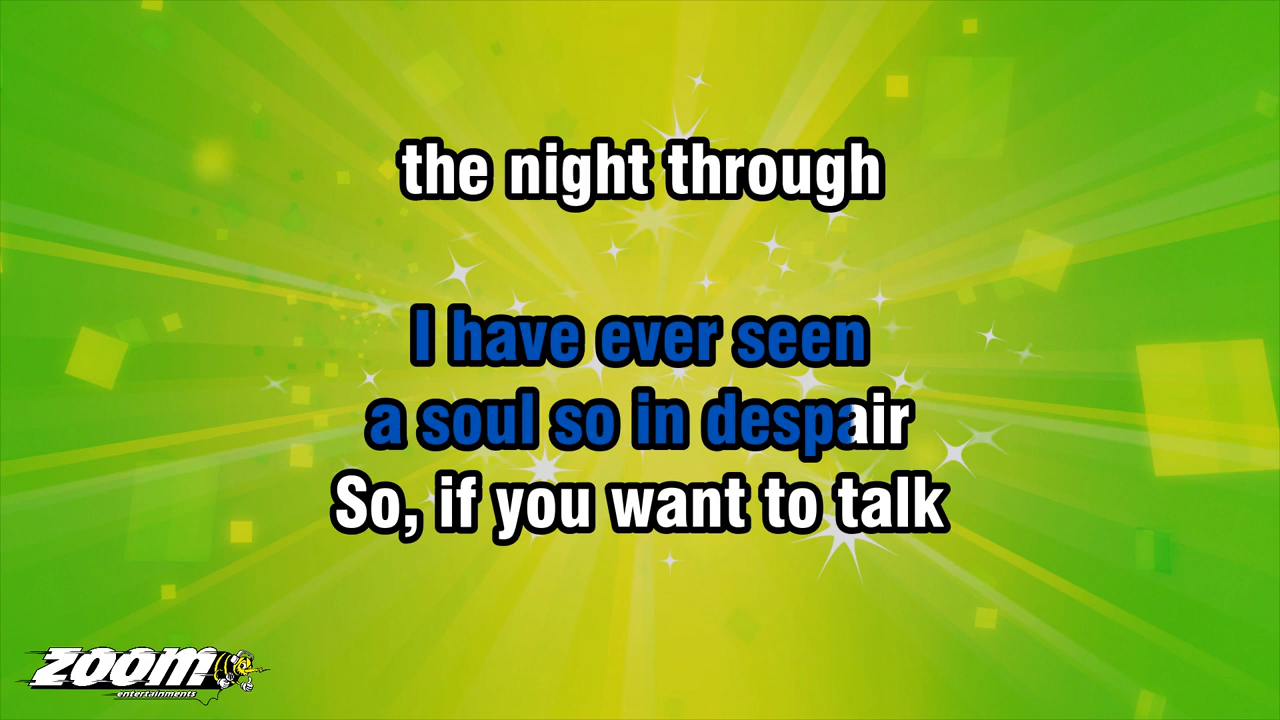 the night through
I have ever seen
a soul so in despair
So, if you want to talk
zoom
entertainments